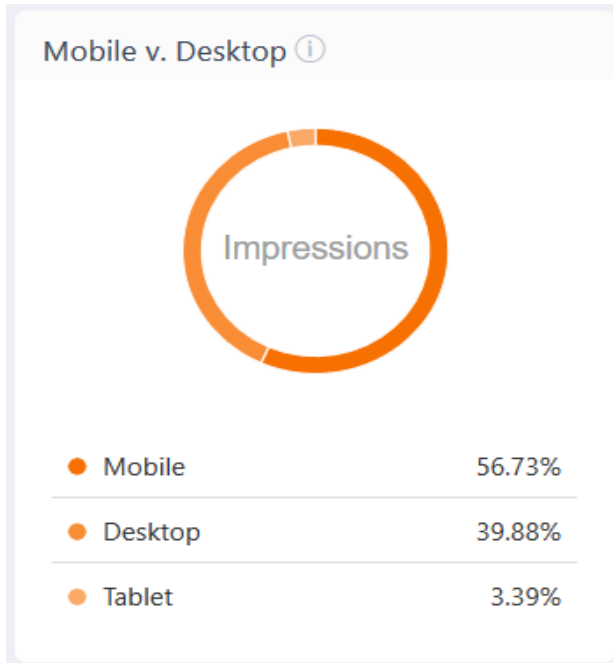 Mobile v. Desktop ⓘ
Impressions
Mobile 56.73%
Desktop 39.88%
Tablet 3.39%